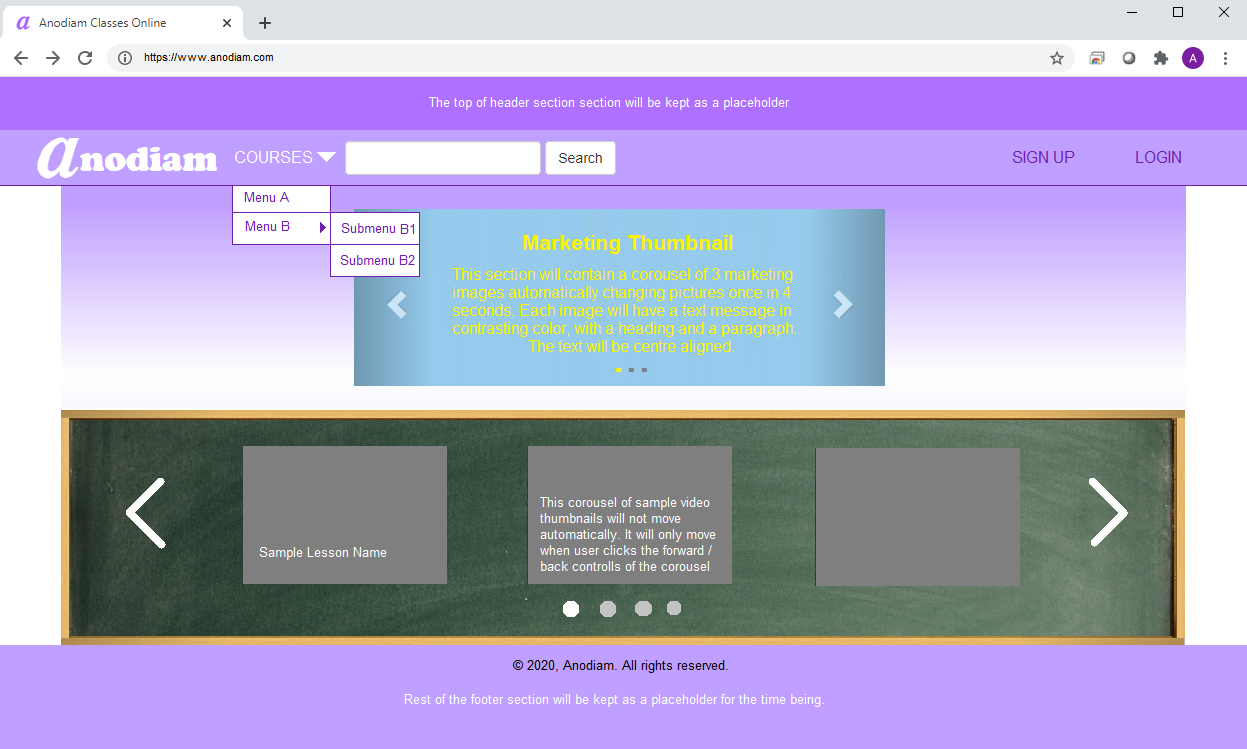 a Anodiam Classes Online
https://www.anodiam.com
A
The top of header section section will be kept as a placeholder
anodiam
COURSES
Search
SIGN UP
LOGIN
Menu A
Menu B
Submenu B1
Submenu B2
Marketing Thumbnail
This section will contain a corousel of 3 marketing
images automatically changing pictures once in 4
seconds. Each image will have a text message in
contrasting color, with a heading and a paragraph.
The text will be centre aligned.
Sample Lesson Name
This corousel of sample video
thumbnails will not move
automatically. It will only move
when user clicks the forward /
back controlls of the corousel
© 2020, Anodiam. All rights reserved.
Rest of the footer section will be kept as a placeholder for the time being.